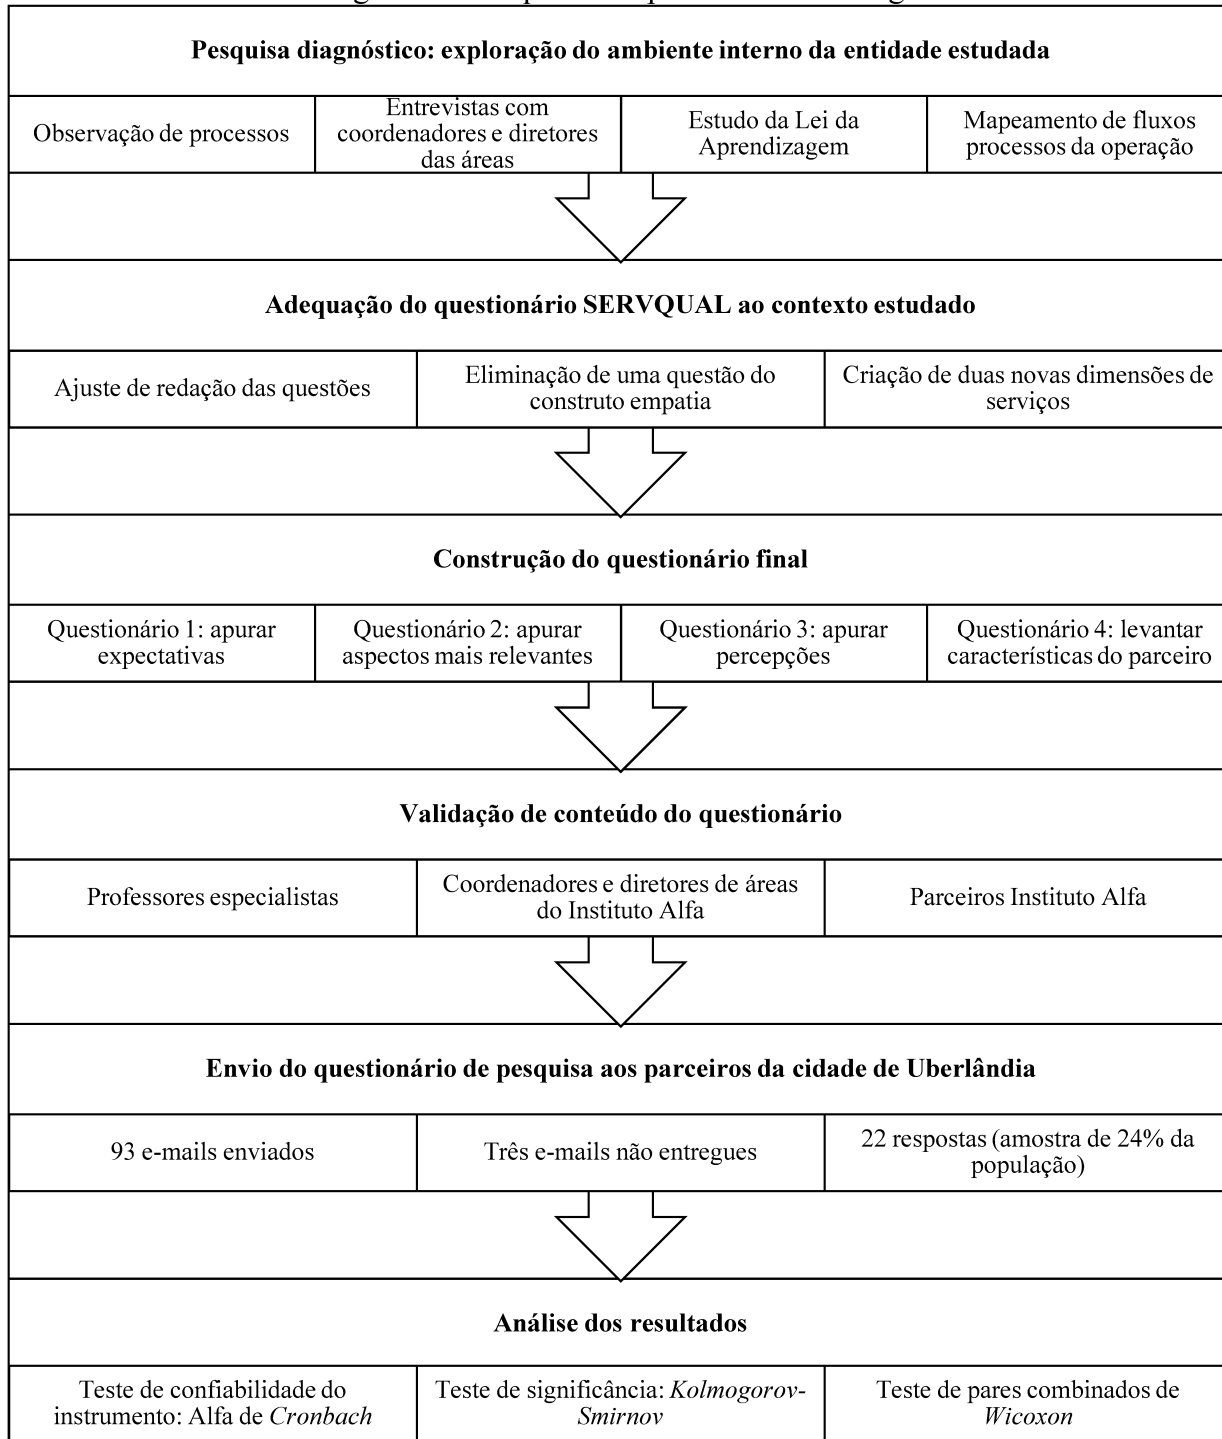 Pesquisa diagnóstico: exploração do ambiente interno da entidade estudada
Observação de processos
Entrevistas com
coordenadores e diretores
das áreas
Estudo da Lei da
Aprendizagem
Mapeamento de fluxos
processos da operação
Adequação do questionário SERVQUAL ao contexto estudado
Ajuste de redação das questões
Eliminação de uma questão do
construto empatia
Criação de duas novas dimensões de
serviços
Construção do questionário final
Questionário 1: apurar
expectativas
Questionário 2: apurar
aspectos mais relevantes
Questionário 3: apurar
percepções
Questionário 4: levantar
características do parceiro
Validação de conteúdo do questionário
Professores especialistas
Coordenadores e diretores de áreas
do Instituto Alfa
Parceiros Instituto Alfa
Envio do questionário de pesquisa aos parceiros da cidade de Uberlândia
93 e-mails enviados
Três e-mails não entregues
22 respostas (amostra de 24% da
população)
Análise dos resultados
Teste de confiabilidade do
instrumento: Alfa de Cronbach
Teste de significância: Kolmogorov-
Smirnov
Teste de pares combinados de
Wicoxon